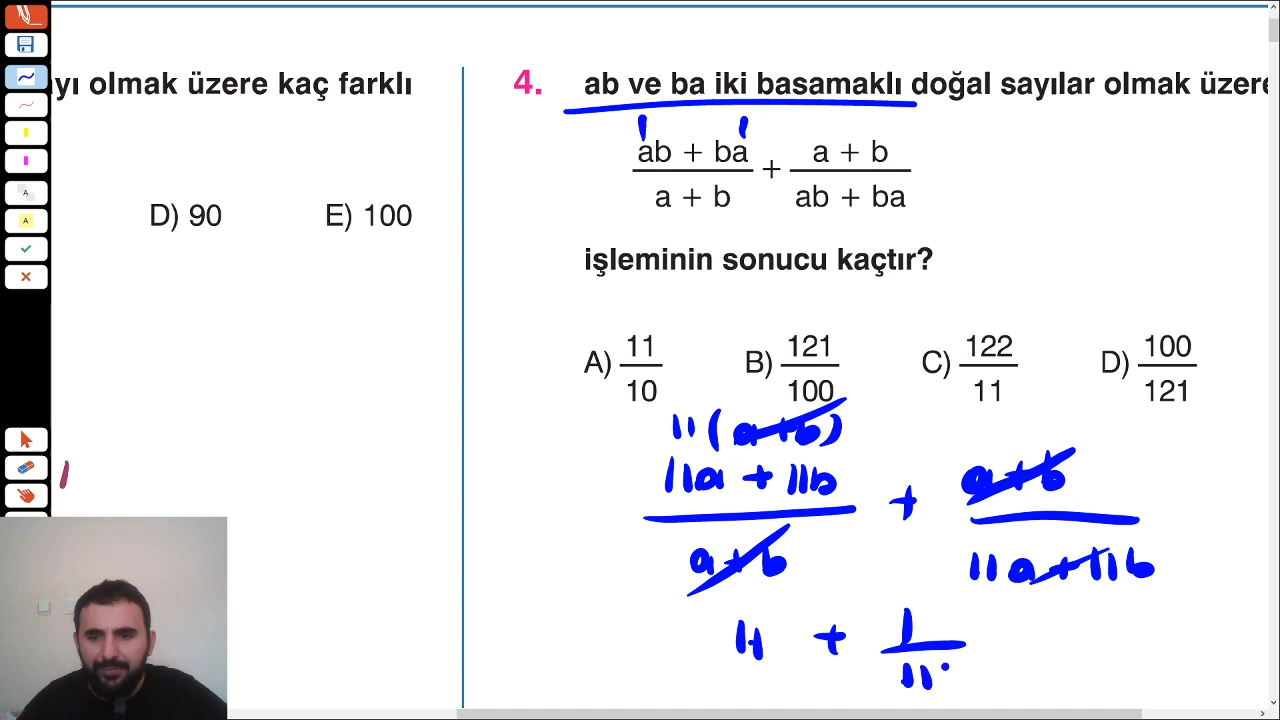 ayı olmak üzere kaç farklı
D) 90 E) 100
4. ab ve ba iki basamaklı doğal sayılar olmak üzere
ab + ba / a + b + a + b / ab + ba
işleminin sonucu kaçtır?
A) 11/10 B) 121/100 C) 122/11 D) 100/121
11(a+b)
11a + 11b / a+b + a+b / 11a+11b
11 + 1/11